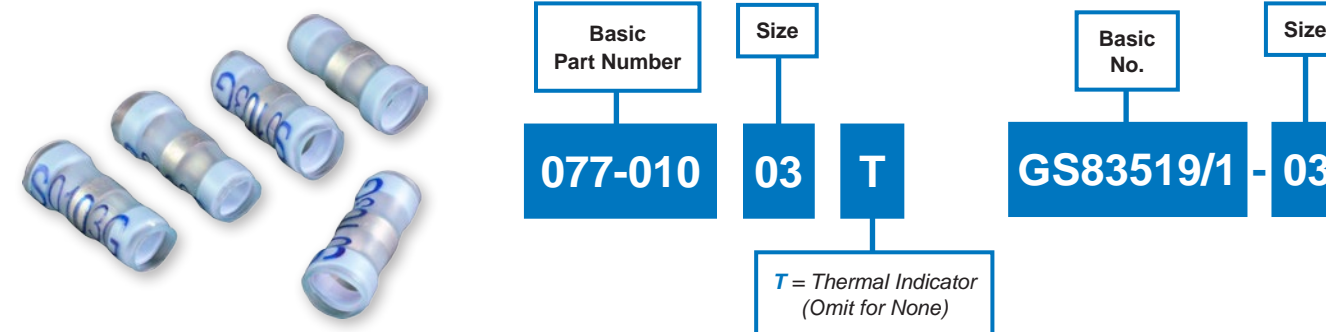 Basic
Part Number
Size
077-010
03
T
T = Thermal Indicator
(Omit for None)
Basic
No.
Size
GS83519/1 - 03